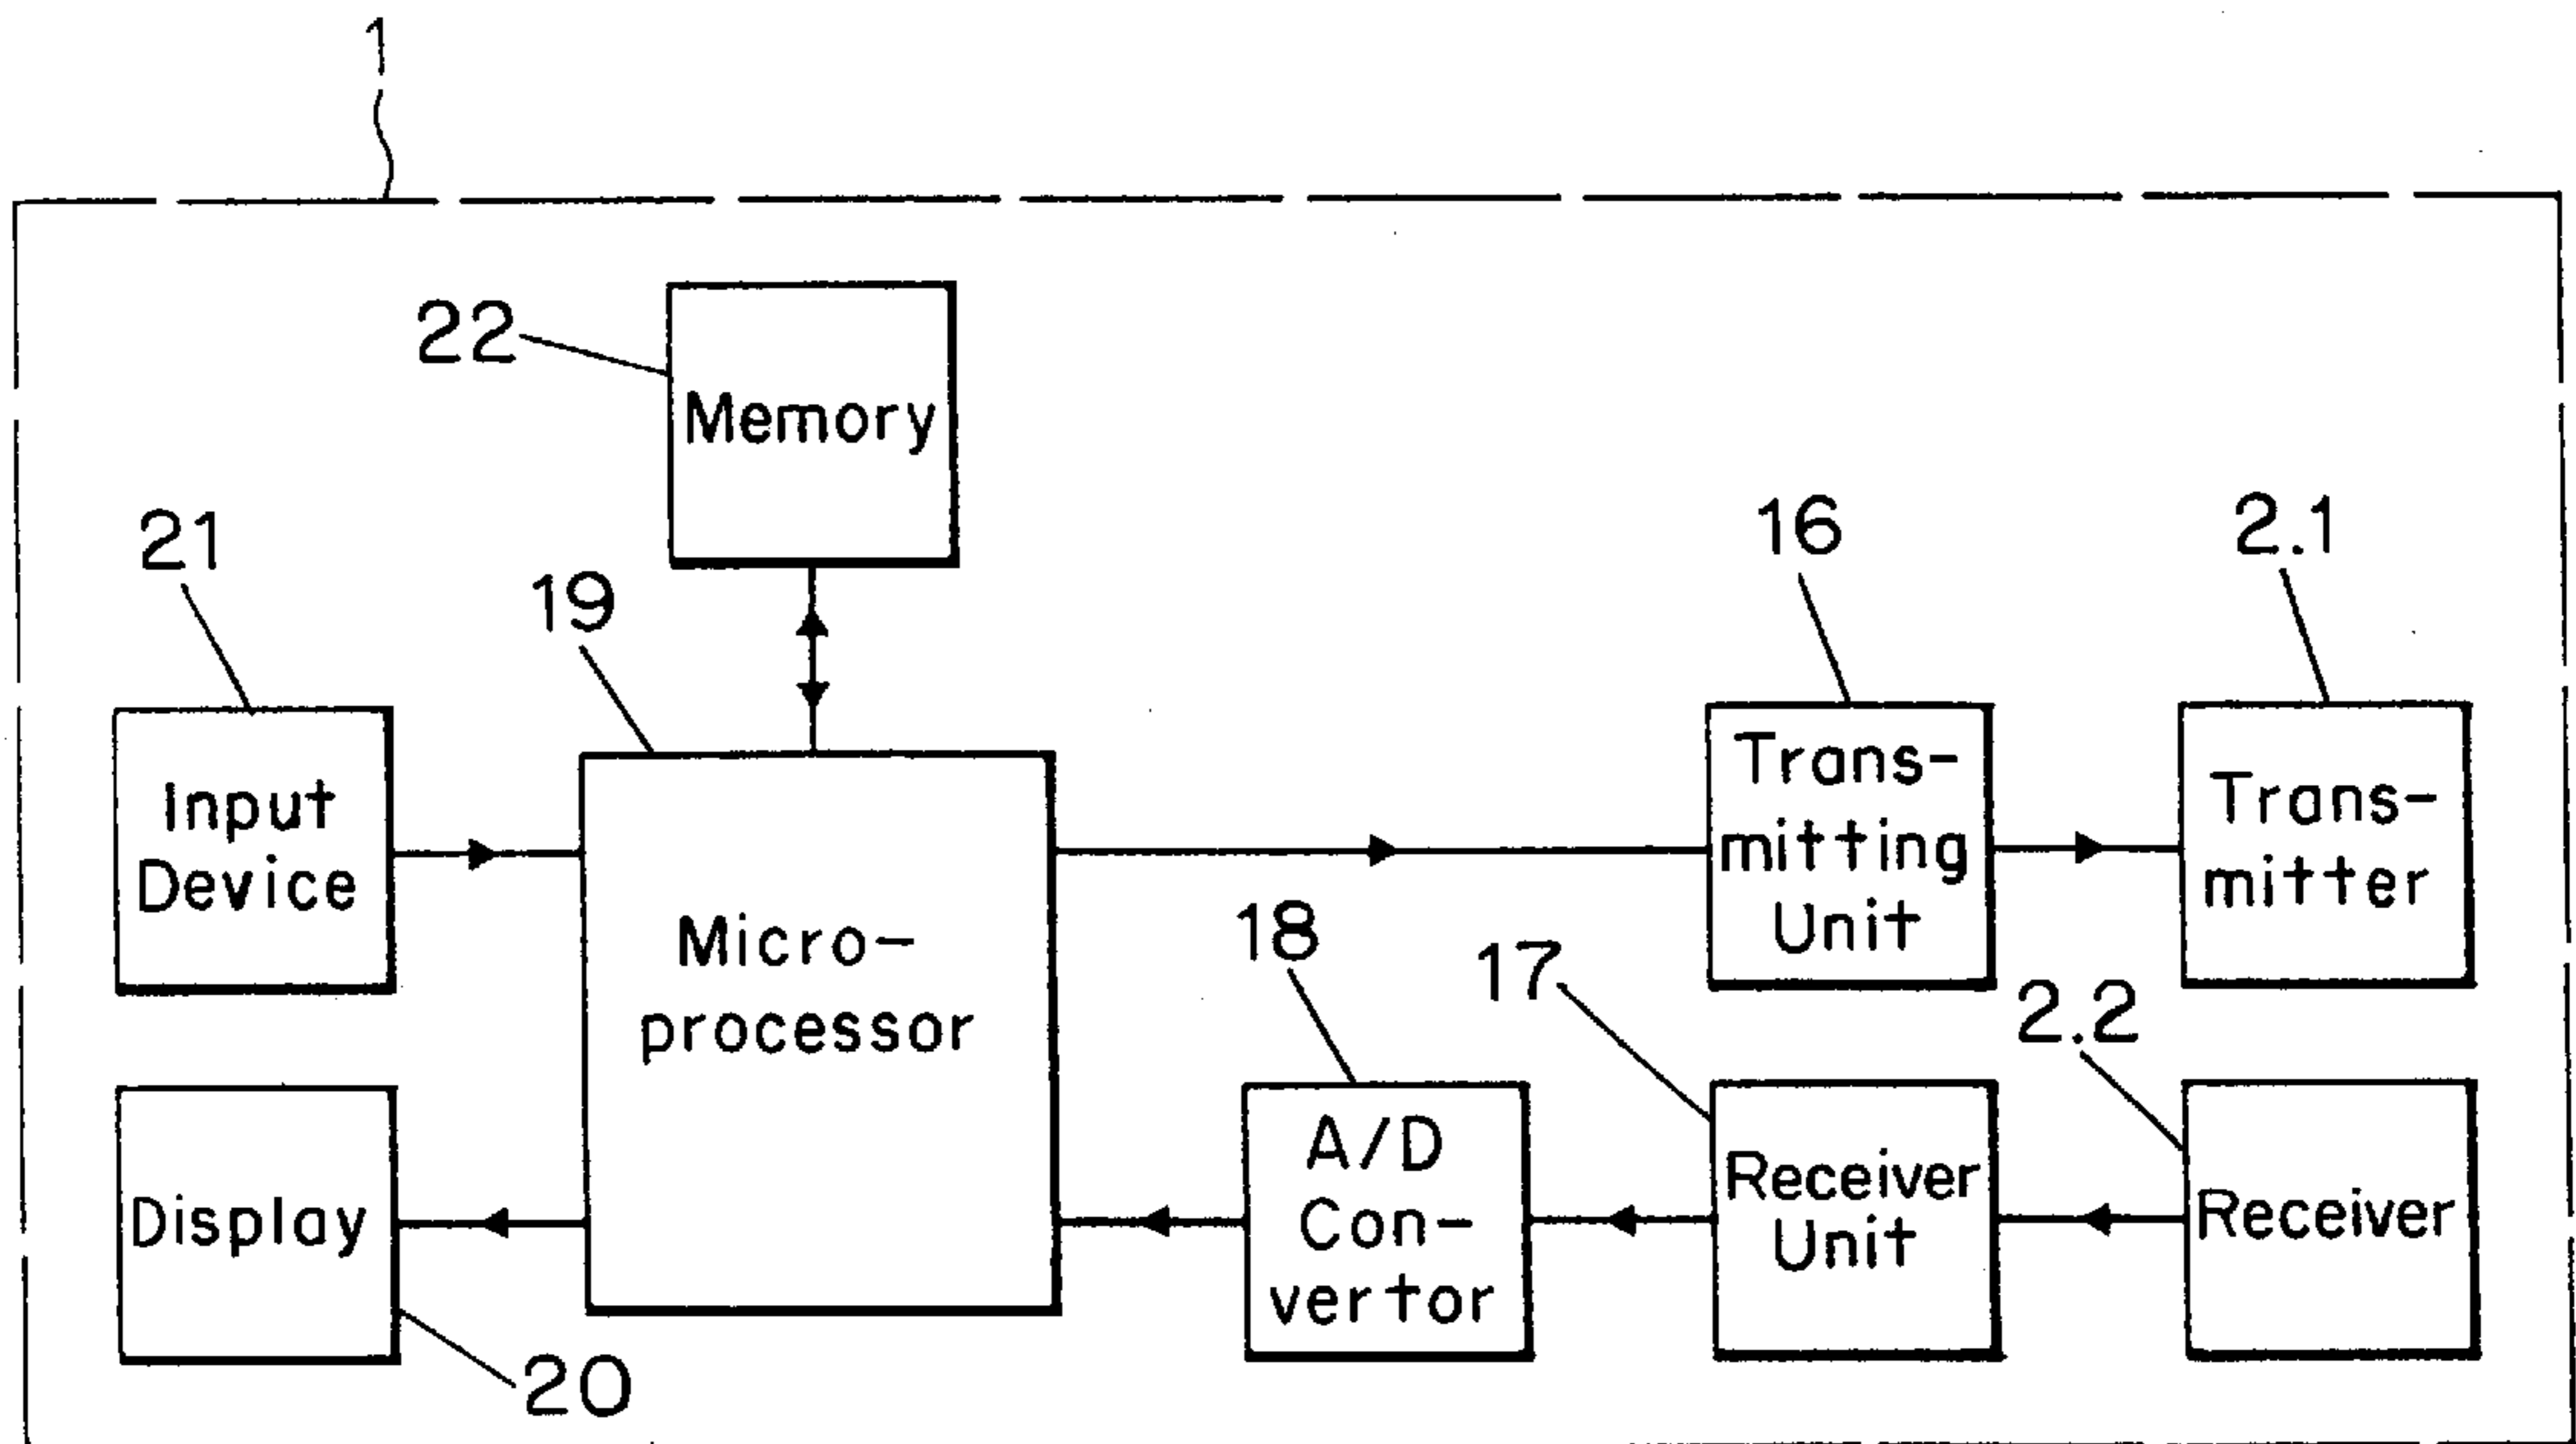 1
22
Memory
21
19
16
2.1
Input
Device
Micro-
processor
Trans-
mitting
Unit
Trans-
mitter
18
17
2.2
Display
A/D
Con-
vertor
Receiver
Unit
Receiver
20